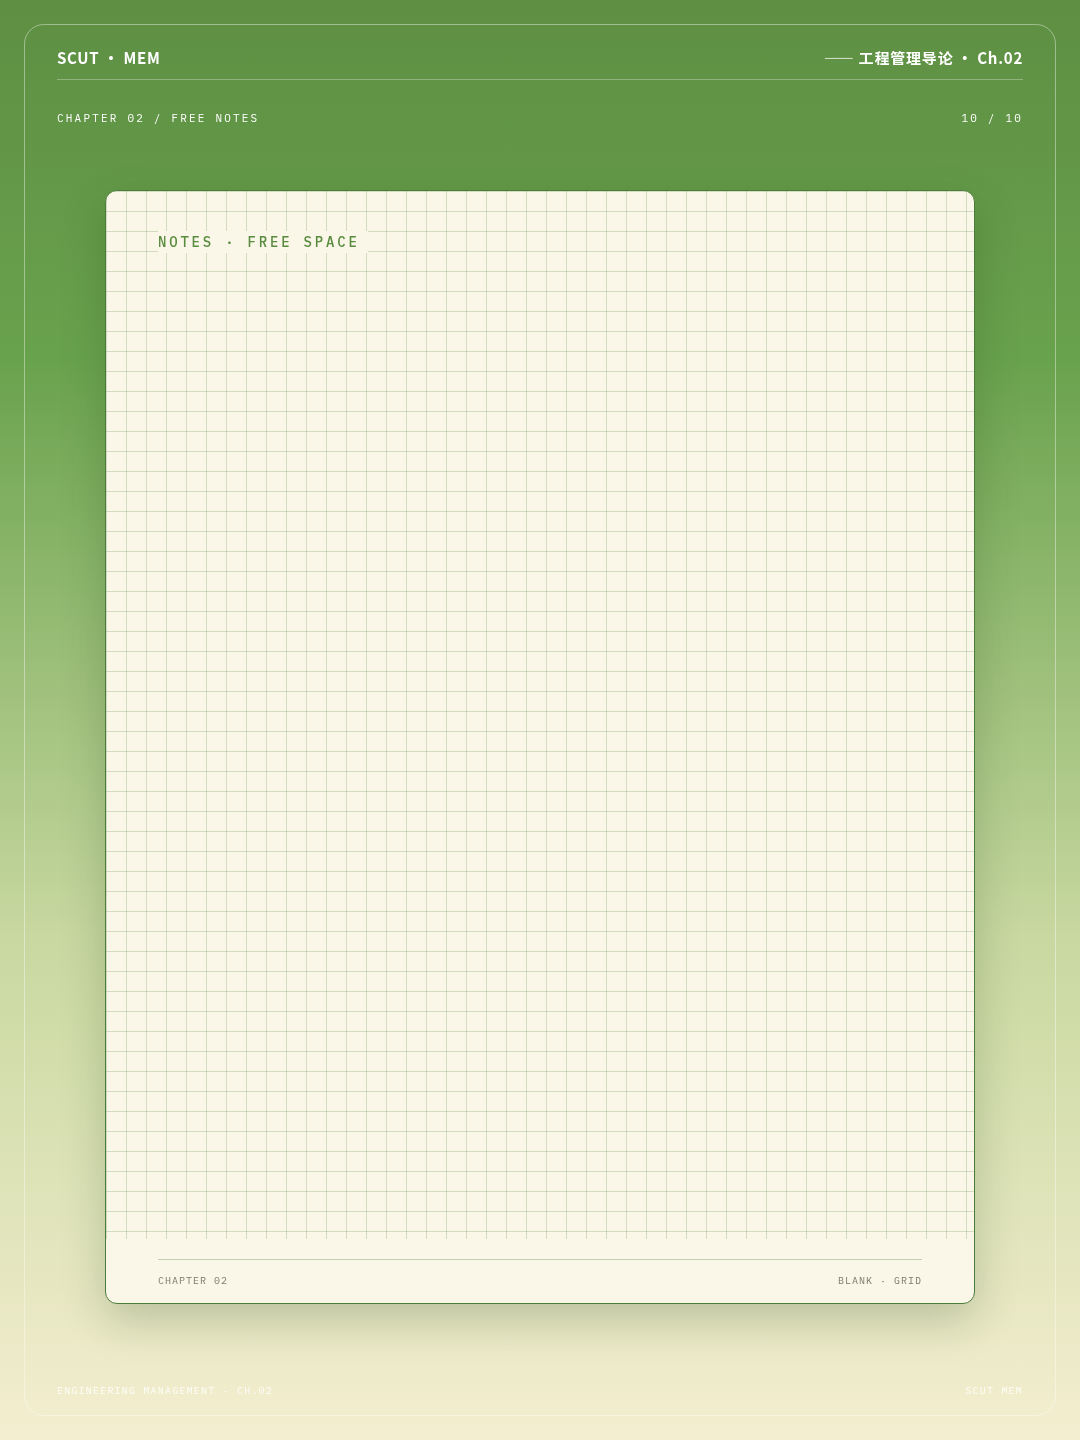 SCUT • MEM
工程管理导论 • Ch.02
CHAPTER 02 / FREE NOTES
10 / 10
NOTES · FREE SPACE
CHAPTER 02
BLANK · GRID
ENGINEERING MANAGEMENT · CH.02
SCUT MEM